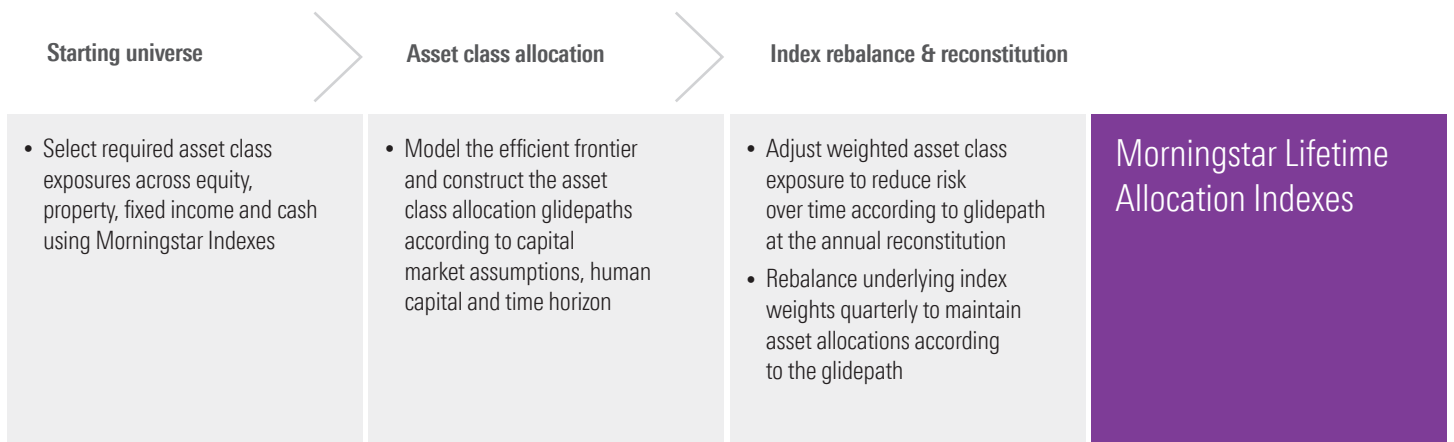 Starting universe
• Select required asset class
exposures across equity,
property, fixed income and cash
using Morningstar Indexes
Asset class allocation
• Model the efficient frontier
and construct the asset
class allocation glidepaths
according to capital
market assumptions, human
capital and time horizon
Index rebalance & reconstitution
• Adjust weighted asset class
exposure to reduce risk
over time according to glidepath
at the annual reconstitution
• Rebalance underlying index
weights quarterly to maintain
asset allocations according
to the glidepath
Morningstar Lifetime
Allocation Indexes